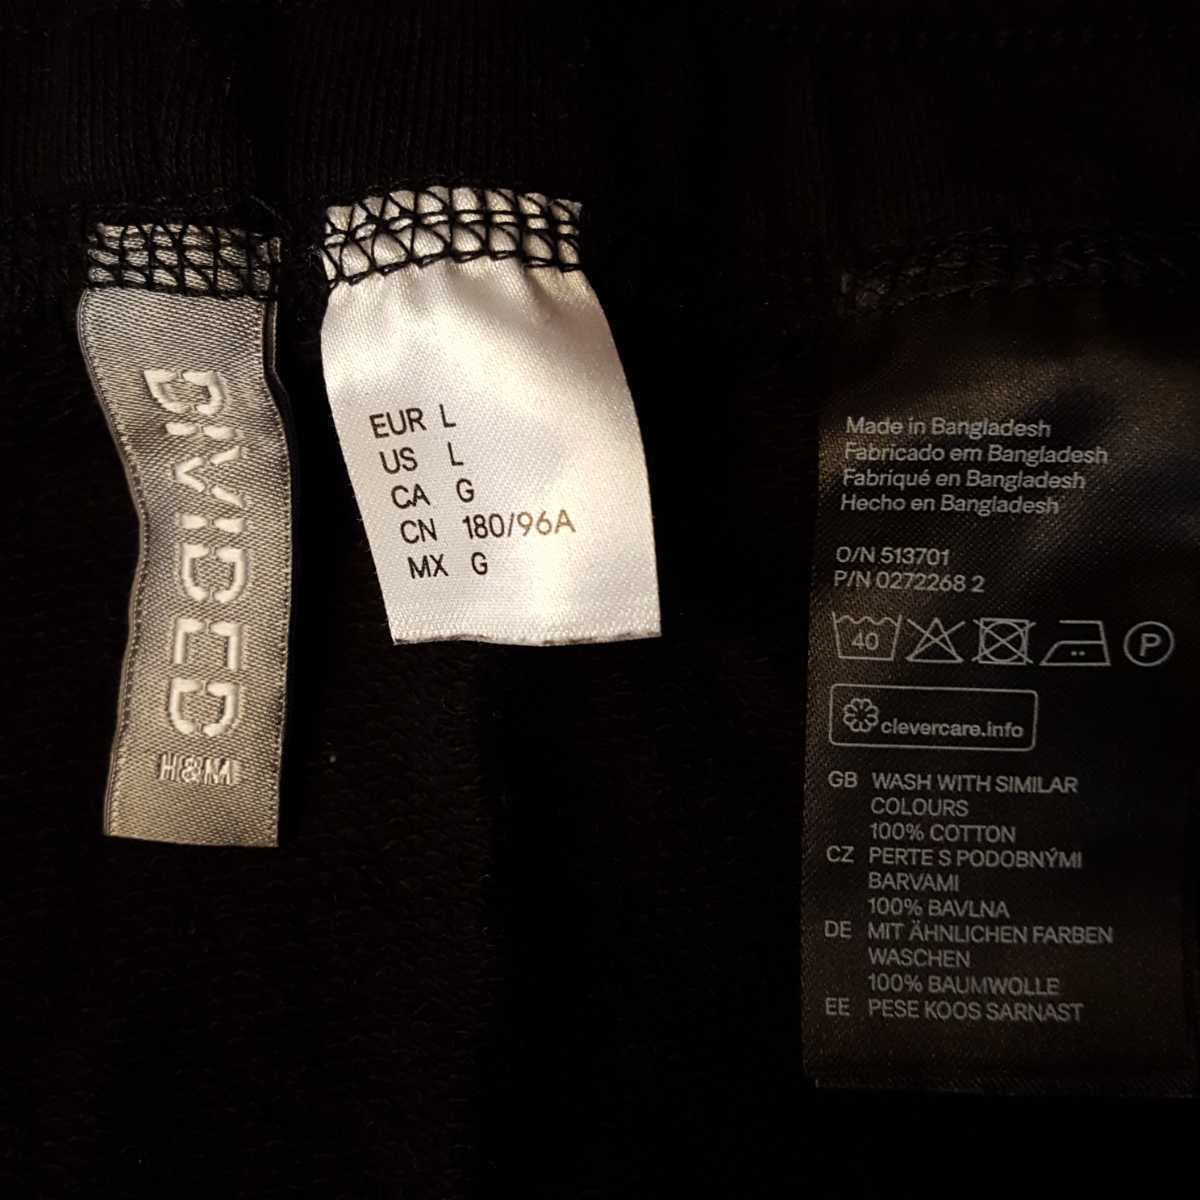 DIVIDED
H&M
EUR L
US L
CA G
CN 180/96A
MX G
Made in Bangladesh
Fabricado em Bangladesh
Fabriqué en Bangladesh
Hecho en Bangladesh
O/N 513701
P/N 0272268 2
40 P
clevercare.info
GB WASH WITH SIMILAR
COLOURS
100% COTTON
CZ PERTE S PODOBNÝMI
BARVAMI
100% BAVLNA
DE MIT ÄHNLICHEN FARBEN
WASCHEN
100% BAUMWOLLE
EE PESE KOOS SARNAST